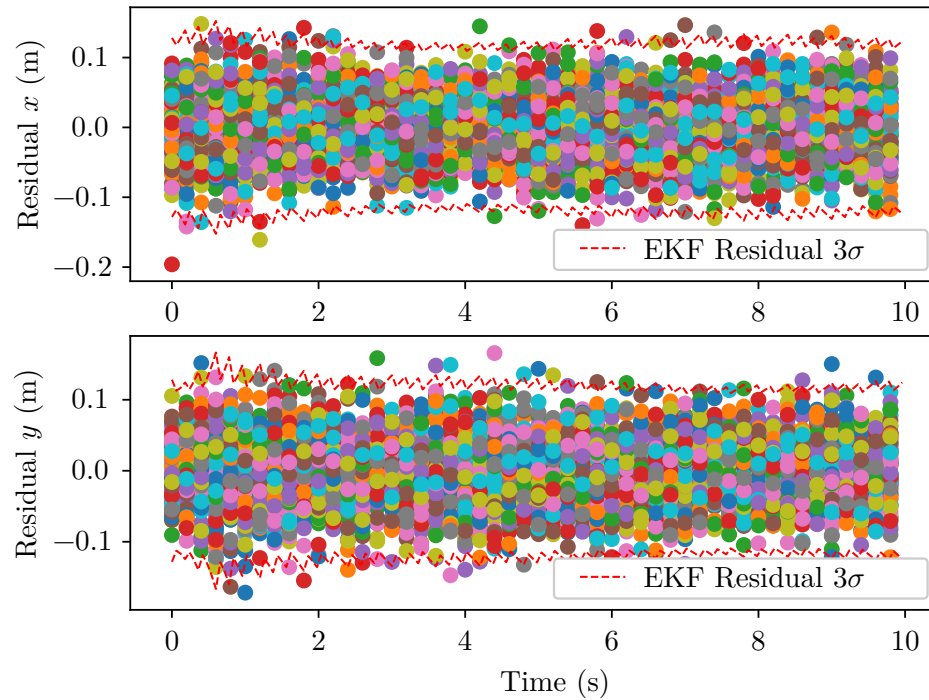 Residual x (m)
0.1
0.0
−0.1
−0.2
EKF Residual 3σ
0 2 4 6 8 10
Residual y (m)
0.1
0.0
−0.1
EKF Residual 3σ
0 2 4 6 8 10
Time (s)